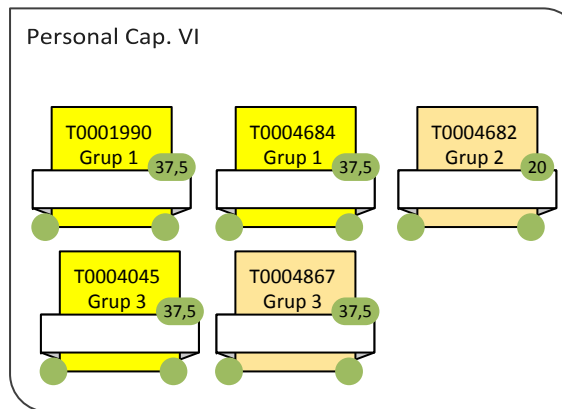 Personal Cap. VI
T0001990
Grup 1
37,5
T0004684
Grup 1
37,5
T0004682
Grup 2
20
T0004045
Grup 3
37,5
T0004867
Grup 3
37,5